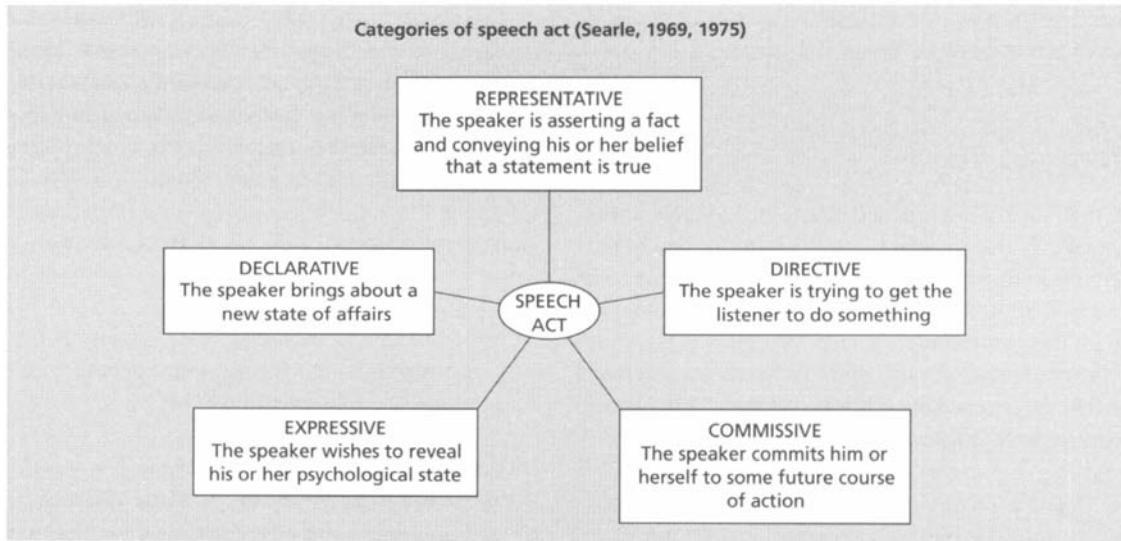 Categories of speech act (Searle, 1969, 1975)
REPRESENTATIVE
The speaker is asserting a fact
and conveying his or her belief
that a statement is true
DECLARATIVE
The speaker brings about a
new state of affairs
DIRECTIVE
The speaker is trying to get the
listener to do something
SPEECH
ACT
EXPRESSIVE
The speaker wishes to reveal
his or her psychological state
COMMISSIVE
The speaker commits him or
herself to some future course
of action